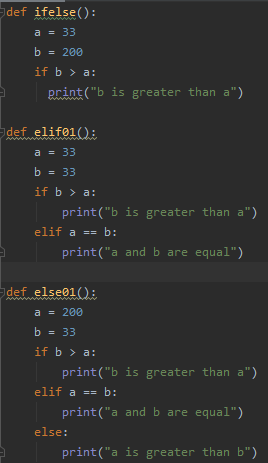 def ifelse():
    a = 33
    b = 200
    if b > a:
      print("b is greater than a")

def elif01():
    a = 33
    b = 33
    if b > a:
        print("b is greater than a")
    elif a == b:
        print("a and b are equal")

def else01():
    a = 200
    b = 33
    if b > a:
        print("b is greater than a")
    elif a == b:
        print("a and b are equal")
    else:
        print("a is greater than b")